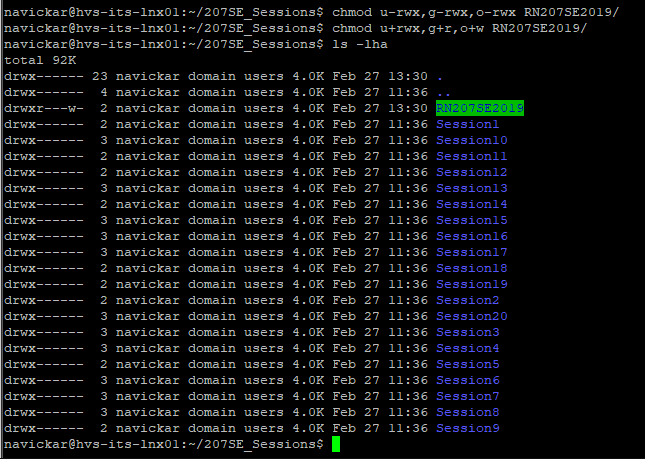 navickar@hvs-its-lnx01:~/207SE_Sessions$ chmod u-rwx,g-rwx,o-rwx RN207SE2019/
navickar@hvs-its-lnx01:~/207SE_Sessions$ chmod u+rwx,g+r,o+w RN207SE2019/
navickar@hvs-its-lnx01:~/207SE_Sessions$ ls -lha
total 92K
drwx------ 23 navickar domain users 4.0K Feb 27 13:30 .
drwx------  4 navickar domain users 4.0K Feb 27 11:36 ..
drwxr---w-  2 navickar domain users 4.0K Feb 27 13:30 RN207SE2019
drwx------  2 navickar domain users 4.0K Feb 27 11:36 Session1
drwx------  3 navickar domain users 4.0K Feb 27 11:36 Session10
drwx------  2 navickar domain users 4.0K Feb 27 11:36 Session11
drwx------  2 navickar domain users 4.0K Feb 27 11:36 Session12
drwx------  3 navickar domain users 4.0K Feb 27 11:36 Session13
drwx------  2 navickar domain users 4.0K Feb 27 11:36 Session14
drwx------  3 navickar domain users 4.0K Feb 27 11:36 Session15
drwx------  3 navickar domain users 4.0K Feb 27 11:36 Session16
drwx------  3 navickar domain users 4.0K Feb 27 11:36 Session17
drwx------  2 navickar domain users 4.0K Feb 27 11:36 Session18
drwx------  2 navickar domain users 4.0K Feb 27 11:36 Session19
drwx------  2 navickar domain users 4.0K Feb 27 11:36 Session2
drwx------  3 navickar domain users 4.0K Feb 27 11:36 Session20
drwx------  3 navickar domain users 4.0K Feb 27 11:36 Session3
drwx------  3 navickar domain users 4.0K Feb 27 11:36 Session4
drwx------  2 navickar domain users 4.0K Feb 27 11:36 Session5
drwx------  3 navickar domain users 4.0K Feb 27 11:36 Session6
drwx------  3 navickar domain users 4.0K Feb 27 11:36 Session7
drwx------  3 navickar domain users 4.0K Feb 27 11:36 Session8
drwx------  2 navickar domain users 4.0K Feb 27 11:36 Session9
navickar@hvs-its-lnx01:~/207SE_Sessions$